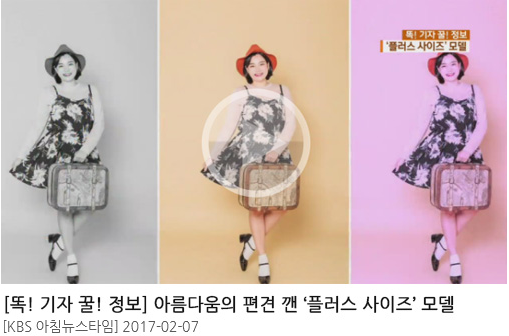 똑! 기자 꿀! 정보
‘플러스 사이즈’ 모델
[똑! 기자 꿀! 정보] 아름다움의 편견 깬 ‘플러스 사이즈’ 모델
[KBS 아침뉴스타임] 2017-02-07